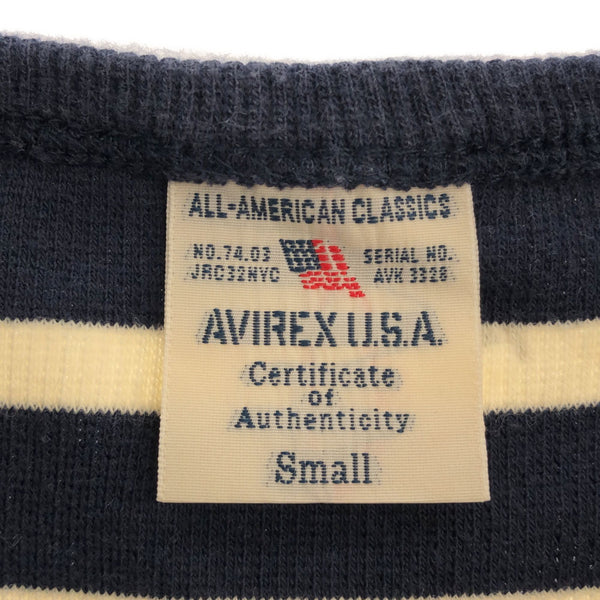 ALL-AMERICAN CLASSICS
NO.74.03 SERIAL NO.
JRC32NYC AVK 3328
AVIREX U.S.A.
Certificate
of
Authenticity
Small